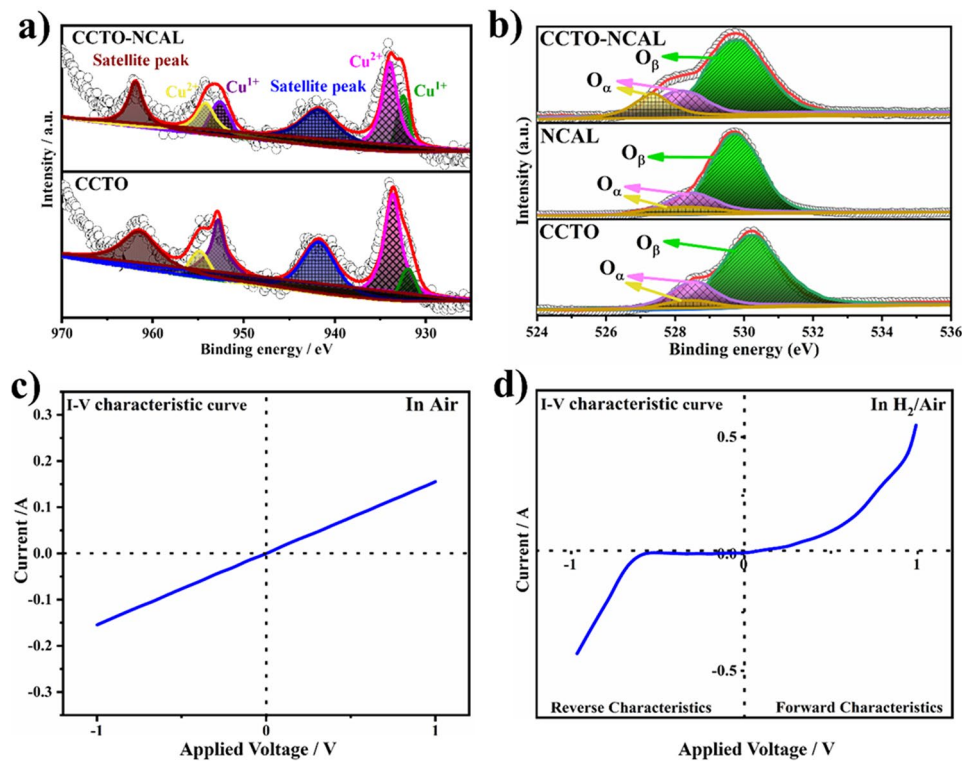 a)
CCTO-NCAL
Satellite peak
Cu2+
Cu1+
Satellite peak
Cu2+
Cu1+
CCTO
Intensity / a.u.
970
960
950
940
930
Binding energy / eV
b)
CCTO-NCAL
Oβ
Oα
NCAL
Oβ
Oα
CCTO
Oβ
Oα
Intensity (a.u.)
524
526
528
530
532
534
536
Binding energy (eV)
c)
I-V characteristic curve
In Air
0.3
0.2
0.1
0.0
-0.1
-0.2
-0.3
Current /A
-1
0
1
Applied Voltage / V
d)
I-V characteristic curve
In H2/Air
0.5
0.0
-0.5
Current / A
-1
0
1
Reverse Characteristics
Forward Characteristics
Applied Voltage / V